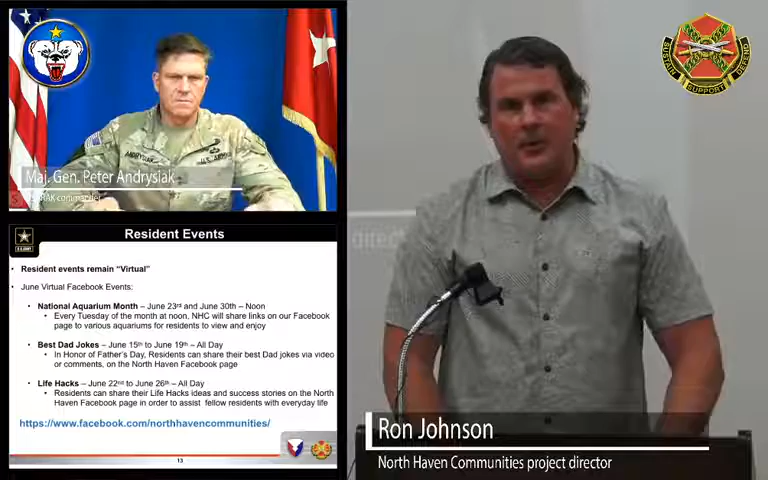 ANDRYSIAK
U.S. ARMY
Maj. Gen. Peter Andrysiak
commander
U.S. ARMY
Resident Events
• Resident events remain "Virtual"
• June Virtual Facebook Events:
• National Aquarium Month – June 23rd and June 30th – Noon
• Every Tuesday of the month at noon, NHC will share links on our Facebook
page to various aquariums for residents to view and enjoy
• Best Dad Jokes – June 15th to June 19th – All Day
• In Honor of Father's Day, Residents can share their best Dad jokes via video
or comments, on the North Haven Facebook page
• Life Hacks – June 22nd to June 26th – All Day
• Residents can share their Life Hacks ideas and success stories on the North
Haven Facebook page in order to assist fellow residents with everyday life
https://www.facebook.com/northhavencommunities/
13
SUSTAIN
SUPPORT
DEFEND
direct
Ron Johnson
North Haven Communities project director